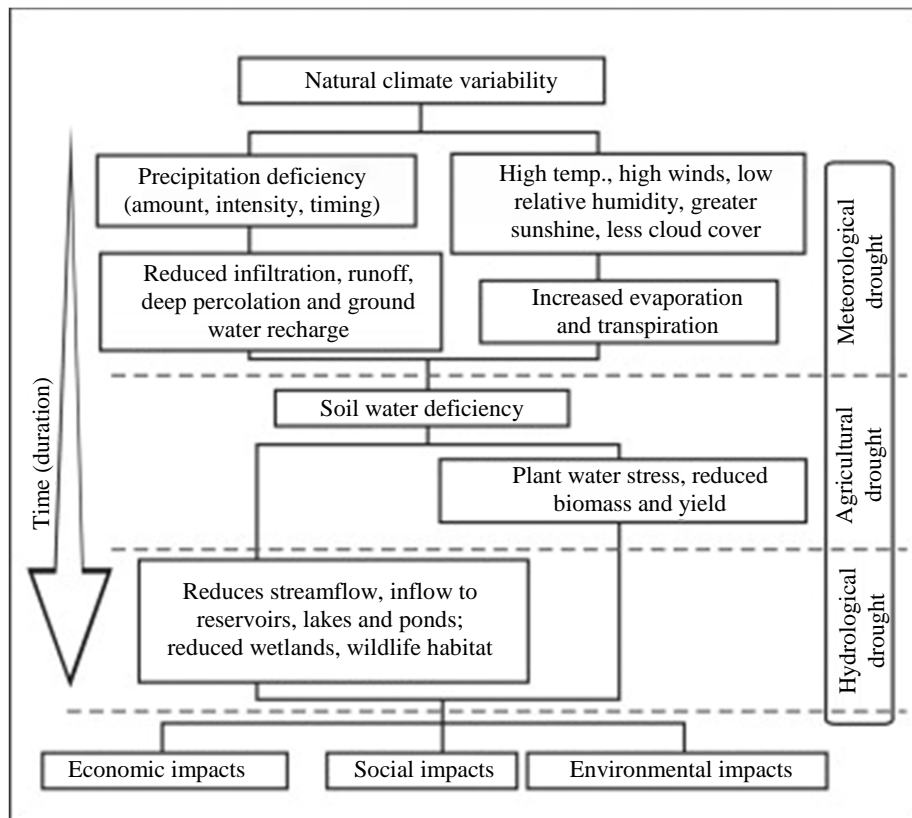 Natural climate variability
Precipitation deficiency
(amount, intensity, timing)
High temp., high winds, low
relative humidity, greater
sunshine, less cloud cover
Reduced infiltration, runoff,
deep percolation and ground
water recharge
Increased evaporation
and transpiration
Meteorological
drought
Soil water deficiency
Plant water stress, reduced
biomass and yield
Agricultural
drought
Time (duration)
Reduces streamflow, inflow to
reservoirs, lakes and ponds;
reduced wetlands, wildlife habitat
Hydrological
drought
Economic impacts
Social impacts
Environmental impacts